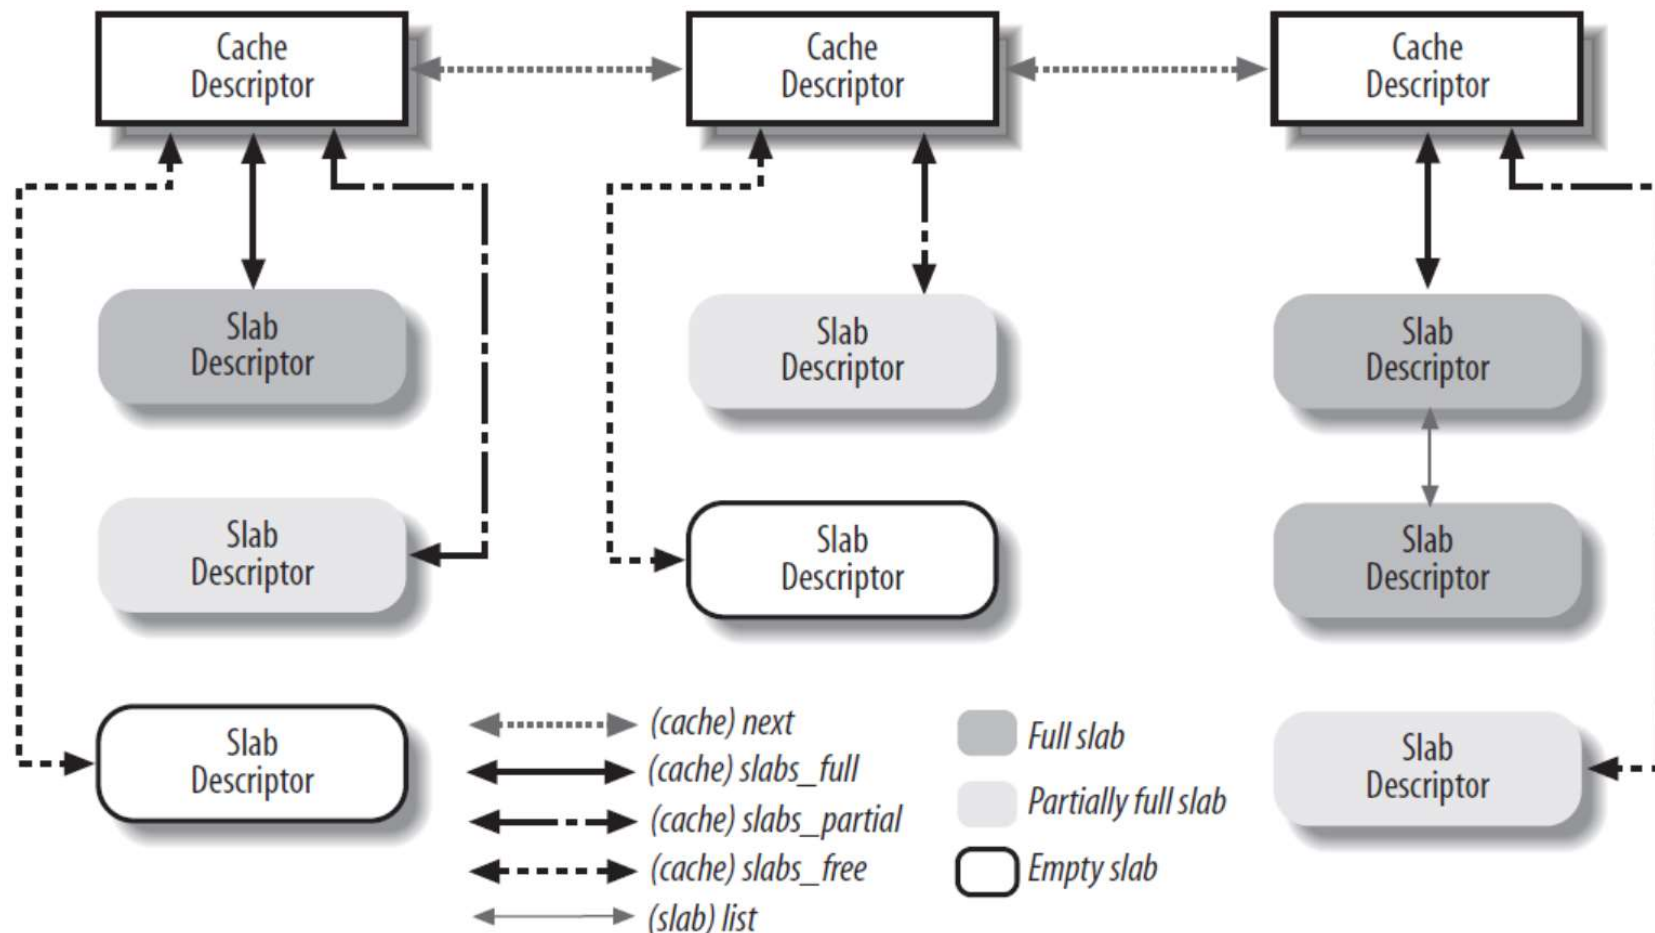 Cache
Descriptor
Cache
Descriptor
Cache
Descriptor
Slab
Descriptor
Slab
Descriptor
Slab
Descriptor
Slab
Descriptor
Slab
Descriptor
Slab
Descriptor
Slab
Descriptor
Slab
Descriptor
(cache) next
(cache) slabs_full
(cache) slabs_partial
(cache) slabs_free
(slab) list
Full slab
Partially full slab
Empty slab